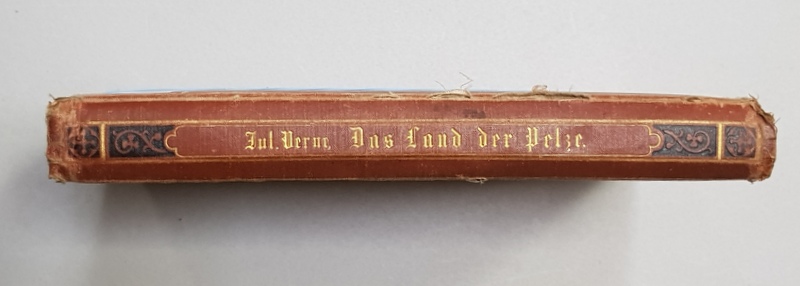 Jul. Verne, Das Land der Pelze.